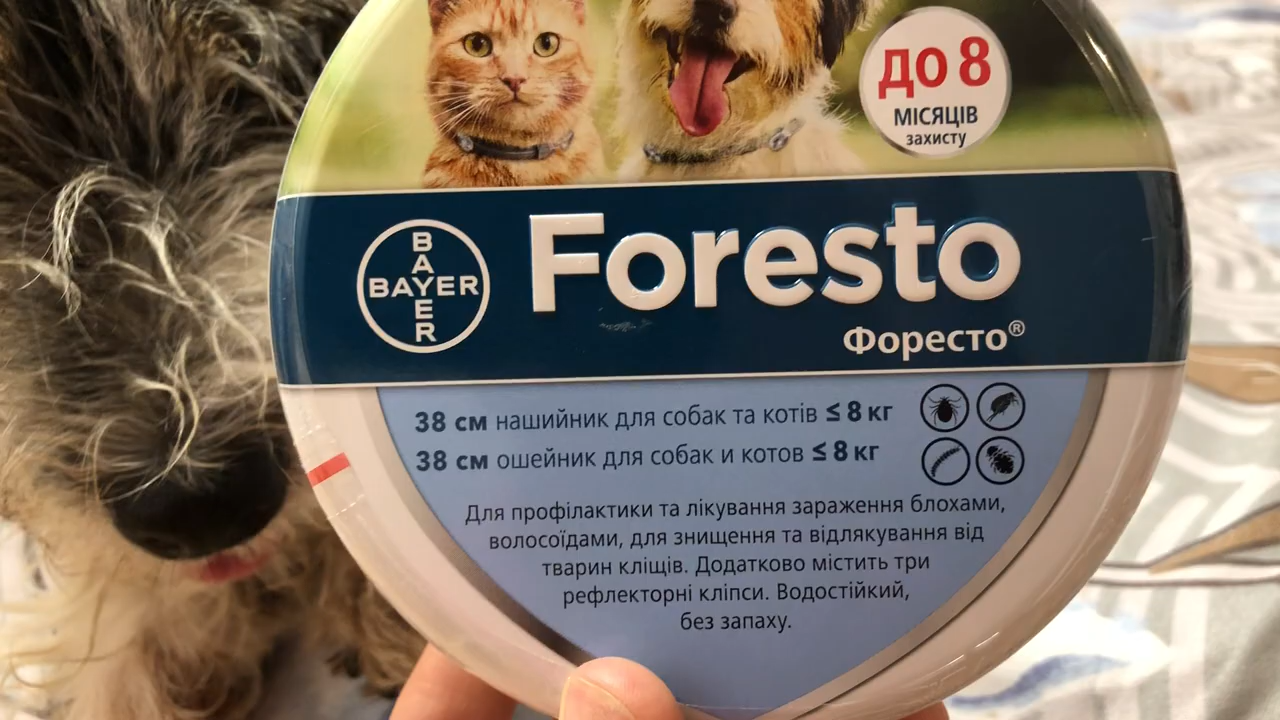 ДО 8
МІСЯЦІВ
захисту
BAYER
BAYER
Foresto
Форесто®
38 см нашийник для собак та котів ≤ 8 кг
38 см ошейник для собак и котов ≤ 8 кг
Для профілактики та лікування зараження блохами,
волосоїдами, для знищення та відлякування від
тварин кліщів. Додатково містить три
рефлекторні кліпси. Водостійкий,
без запаху.